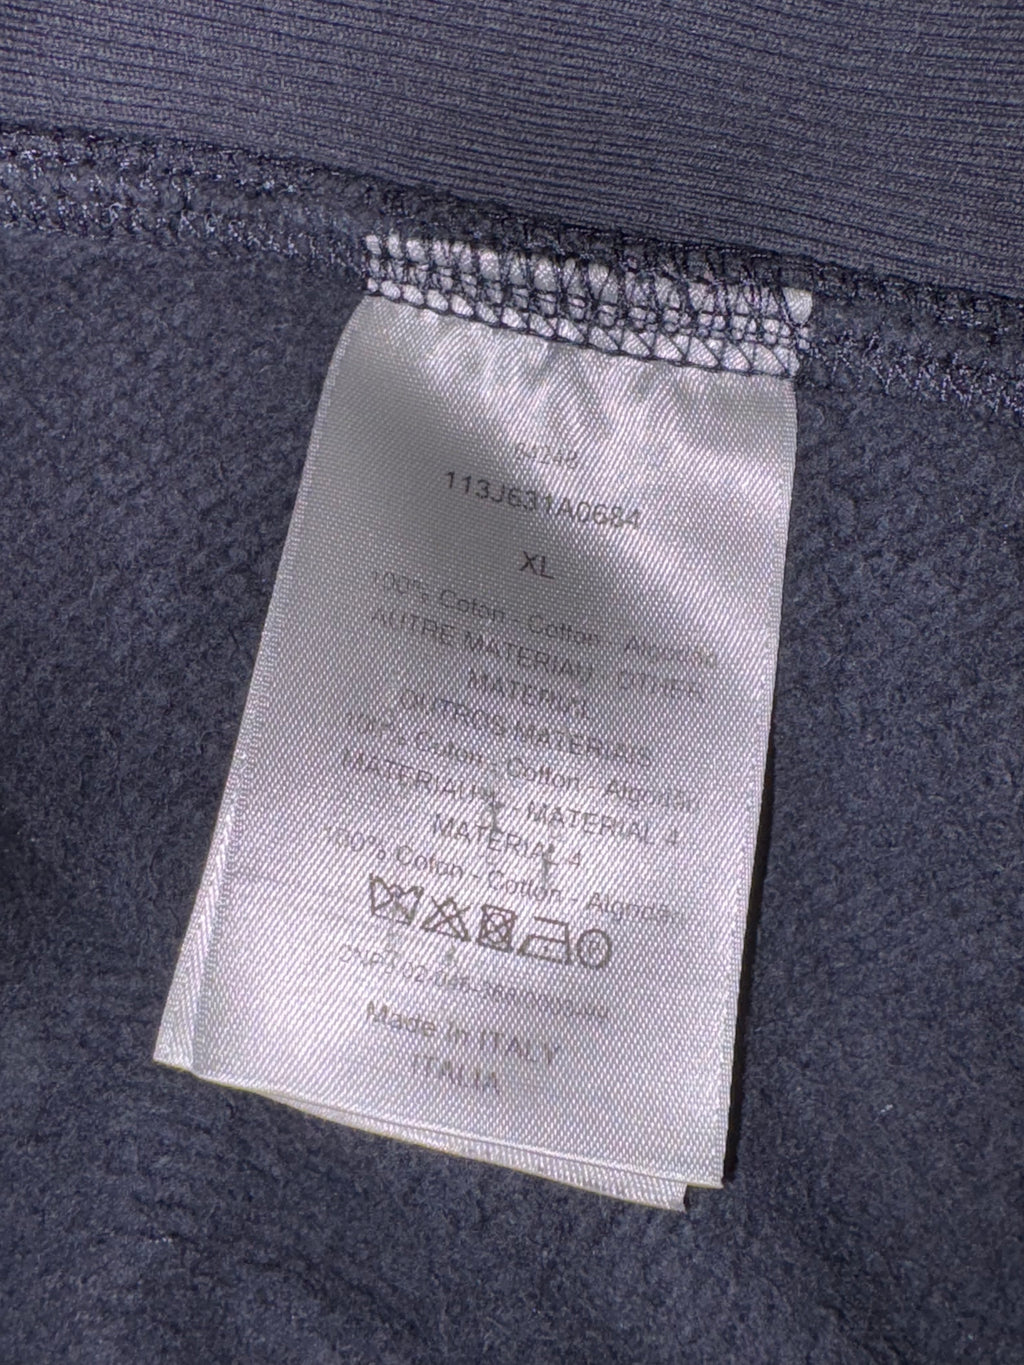 113J631A0684
XL
100% Coton - Cotton - Algodão
AUTRE MATERIAU - OTHER
MATERIAL
OUTROS MATERIAIS
100% Coton - Cotton - Algodão
MATERIAU 4 - MATERIAL 4
MATERIAL 4
100% Coton - Cotton - Algodão
Made In ITALY
ITALIA